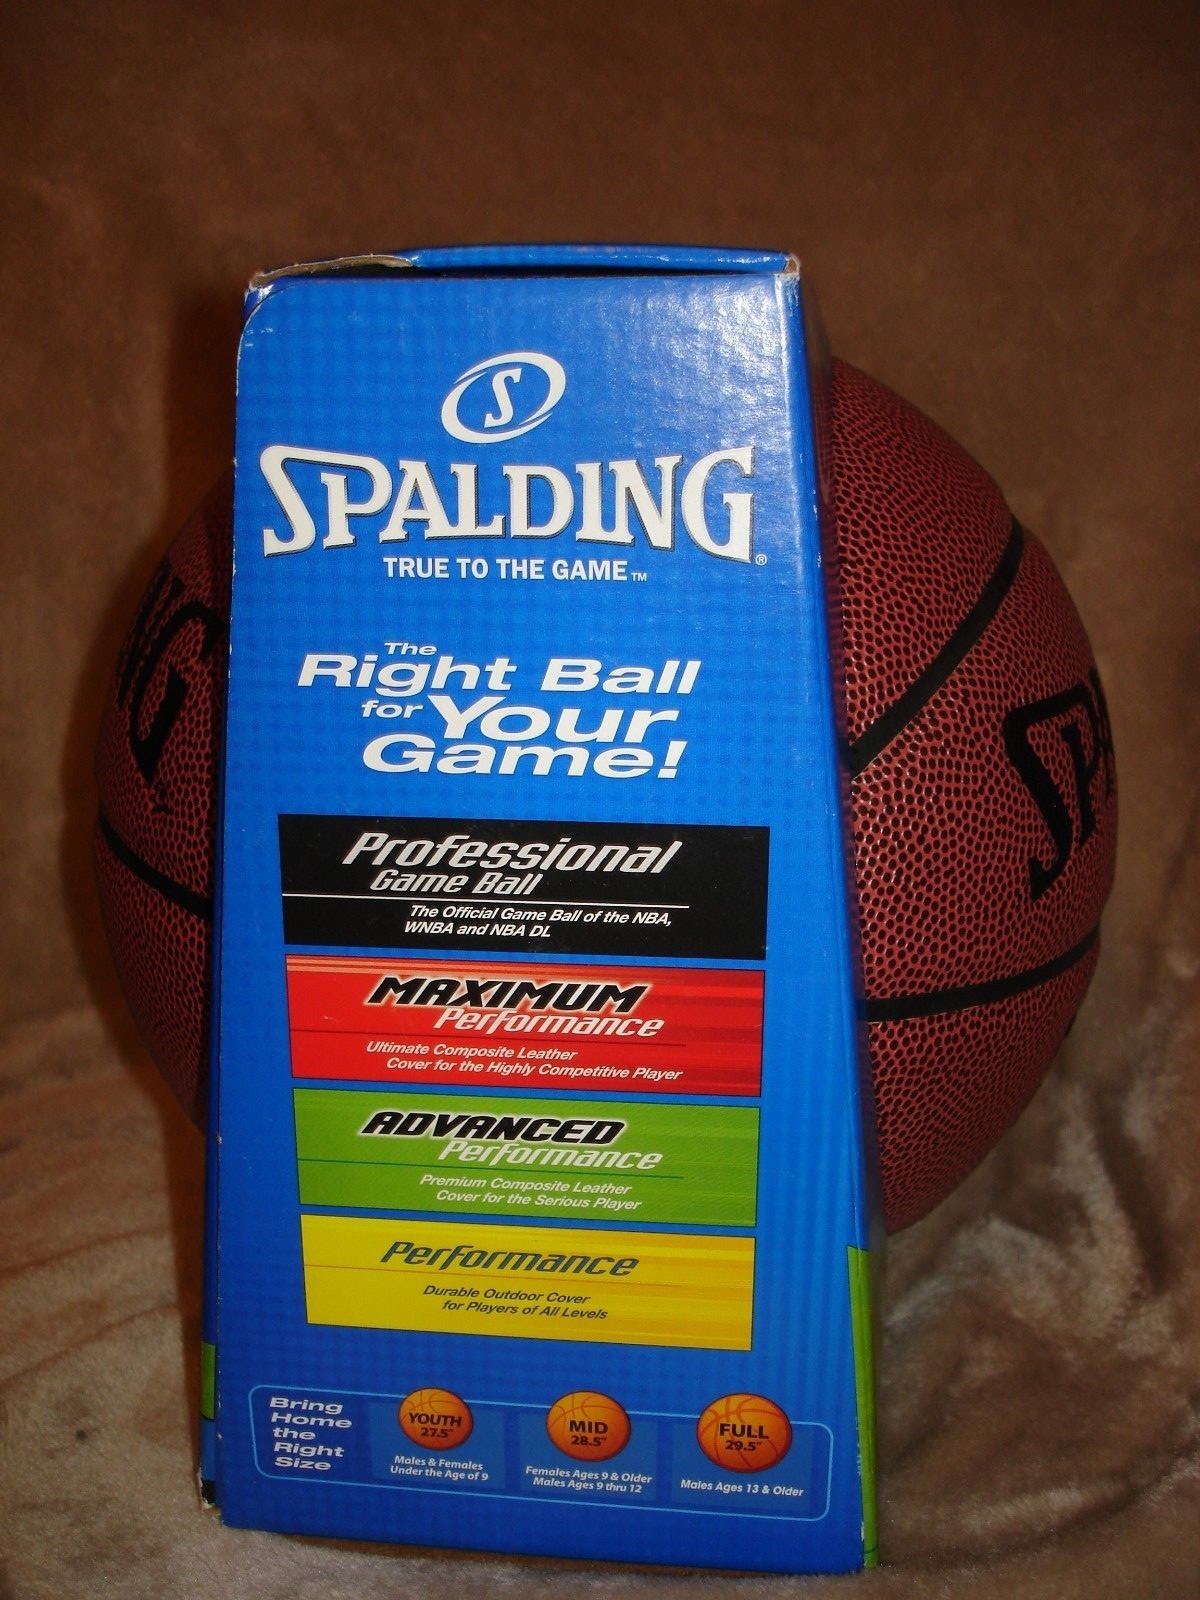 S
SPALDING®
TRUE TO THE GAME™
The
Right Ball
for Your
Game!
Professional
Game Ball
The Official Game Ball of the NBA,
WNBA and NBA DL
MAXIMUM
Performance
Ultimate Composite Leather
Cover for the Highly Competitive Player
ADVANCED
Performance
Premium Composite Leather
Cover for the Serious Player
Performance
Durable Outdoor Cover
for Players of All Levels
Bring
Home
the
Right
Size
YOUTH
27.5"
Males & Females
Under the Age of 9
MID
28.5"
Females Ages 9 & Older
Males Ages 9 thru 12
FULL
29.5"
Males Ages 13 & Older
NG
SPA